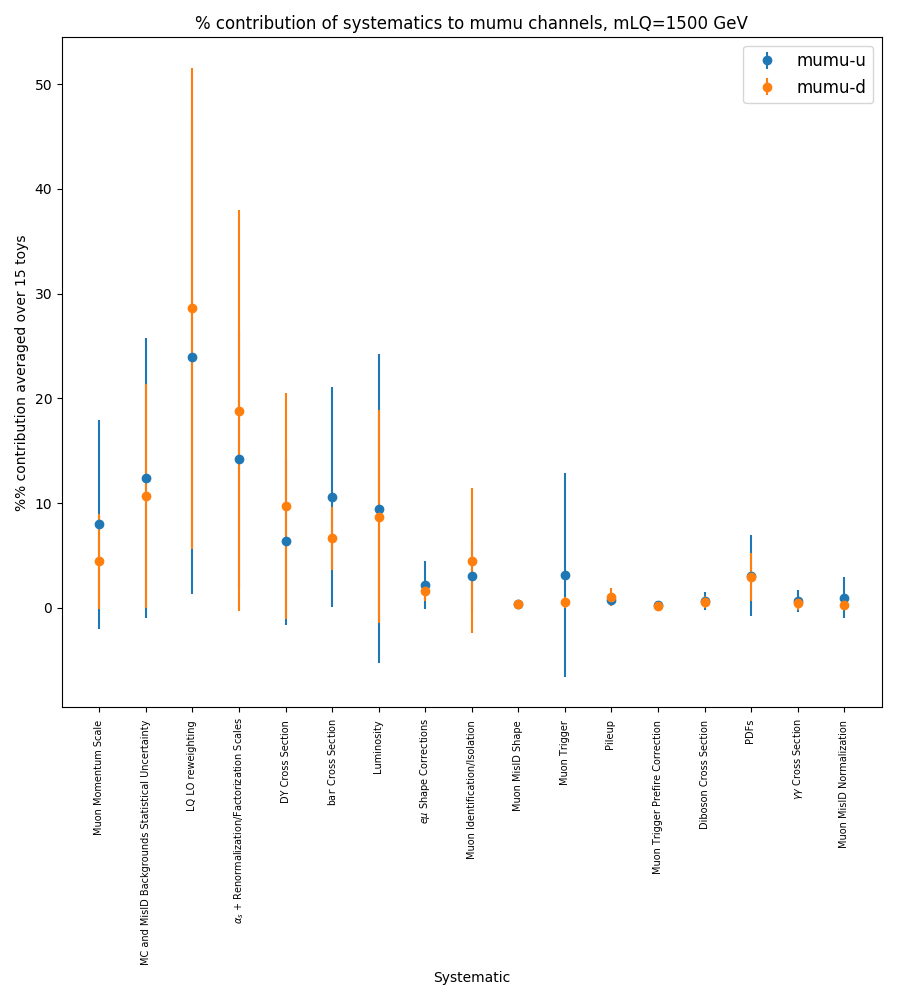 % contribution of systematics to mumu channels, mLQ=1500 GeV
mumu-u
mumu-d
50
40
30
20
10
0
%% contribution averaged over 15 toys
Muon Momentum Scale
MC and MisID Backgrounds Statistical Uncertainty
LQ LO reweighting
αs + Renormalization/Factorization Scales
DY Cross Section
bar Cross Section
Luminosity
eμ Shape Corrections
Muon Identification/Isolation
Muon MisID Shape
Muon Trigger
Pileup
Muon Trigger Prefire Correction
Diboson Cross Section
PDFs
γγ Cross Section
Muon MisID Normalization
Systematic